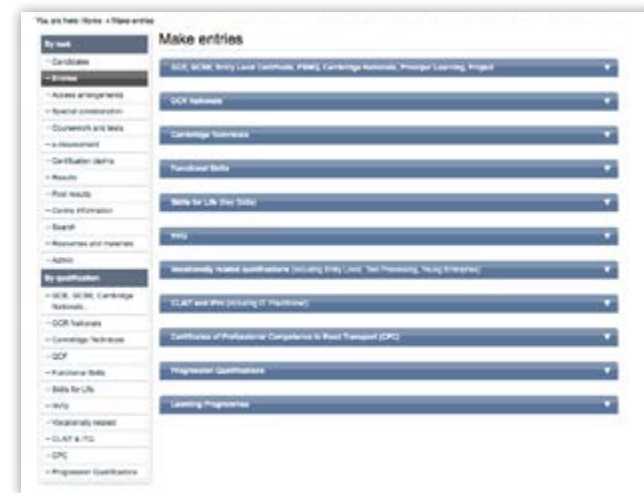 You are here: Home > Make entries
By task
Candidates
Entries
Access arrangements
Special consideration
Coursework and tests
e-assessment
Certification claims
Results
Post results
Centre information
Search
Resources and materials
Admin
By qualification
GCE, GCSE, Cambridge
Nationals...
OCR Nationals
Cambridge Technicals
QCF
Functional Skills
Skills for Life
NVQ
Vocationally related
CLAIT & ITQ
CPC
Progression Qualifications
Make entries
GCE, GCSE, Entry Level Certificate, FSMQ, Cambridge Nationals, Principal Learning, Project
OCR Nationals
Cambridge Technicals
Functional Skills
Skills for Life (Key Skills)
NVQ
Vocationally related qualifications (including Entry Level, Text Processing, Young Enterprise)
CLAIT and iPro (including IT Practitioner)
Certificates of Professional Competence in Road Transport (CPC)
Progression Qualifications
Learning Programmes